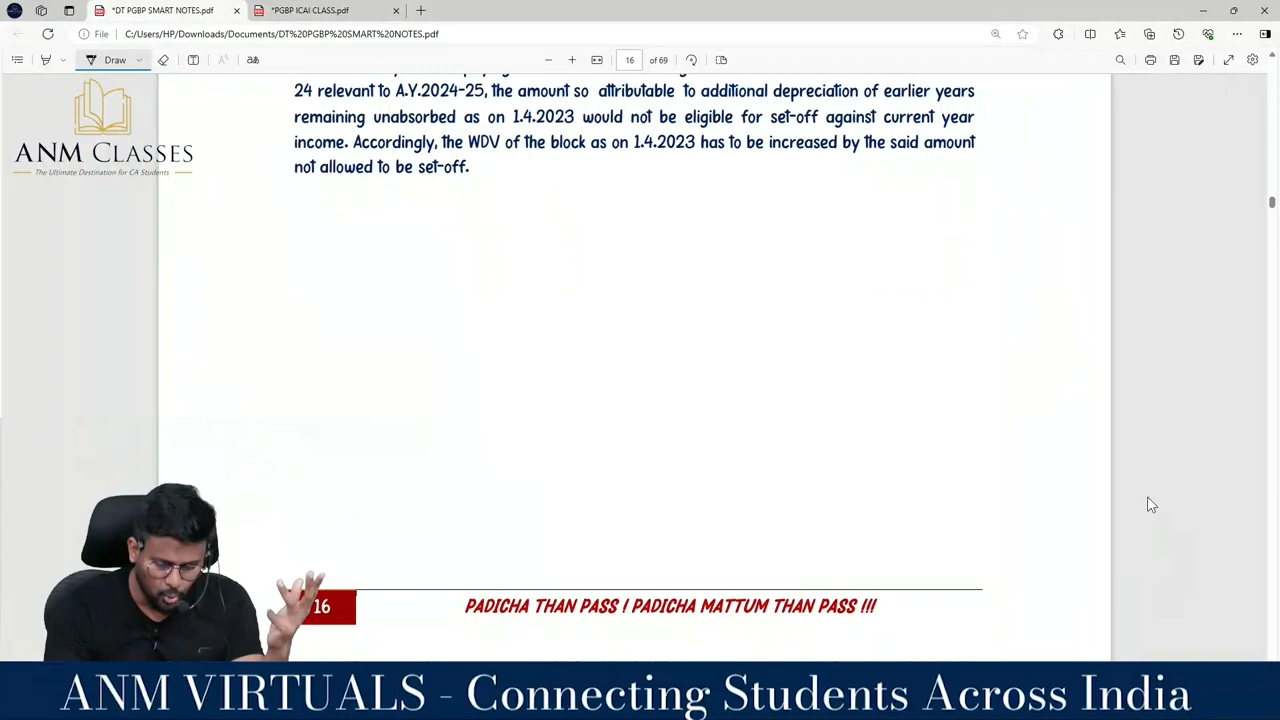 *DT PGBP SMART NOTES.pdf
*PGBP ICAI CLASS.pdf
File
C:/Users/HP/Downloads/Documents/DT%20PGBP%20SMART%20NOTES.pdf
Draw
16 of 69
24 relevant to A.Y.2024-25, the amount so attributable to additional depreciation of earlier years
remaining unabsorbed as on 1.4.2023 would not be eligible for set-off against current year
income. Accordingly, the WDV of the block as on 1.4.2023 has to be increased by the said amount
not allowed to be set-off.
ANM CLASSES
The Ultimate Destination for CA Students
16
PADICHA THAN PASS ! PADICHA MATTUM THAN PASS !!!
ANM VIRTUALS - Connecting Students Across India